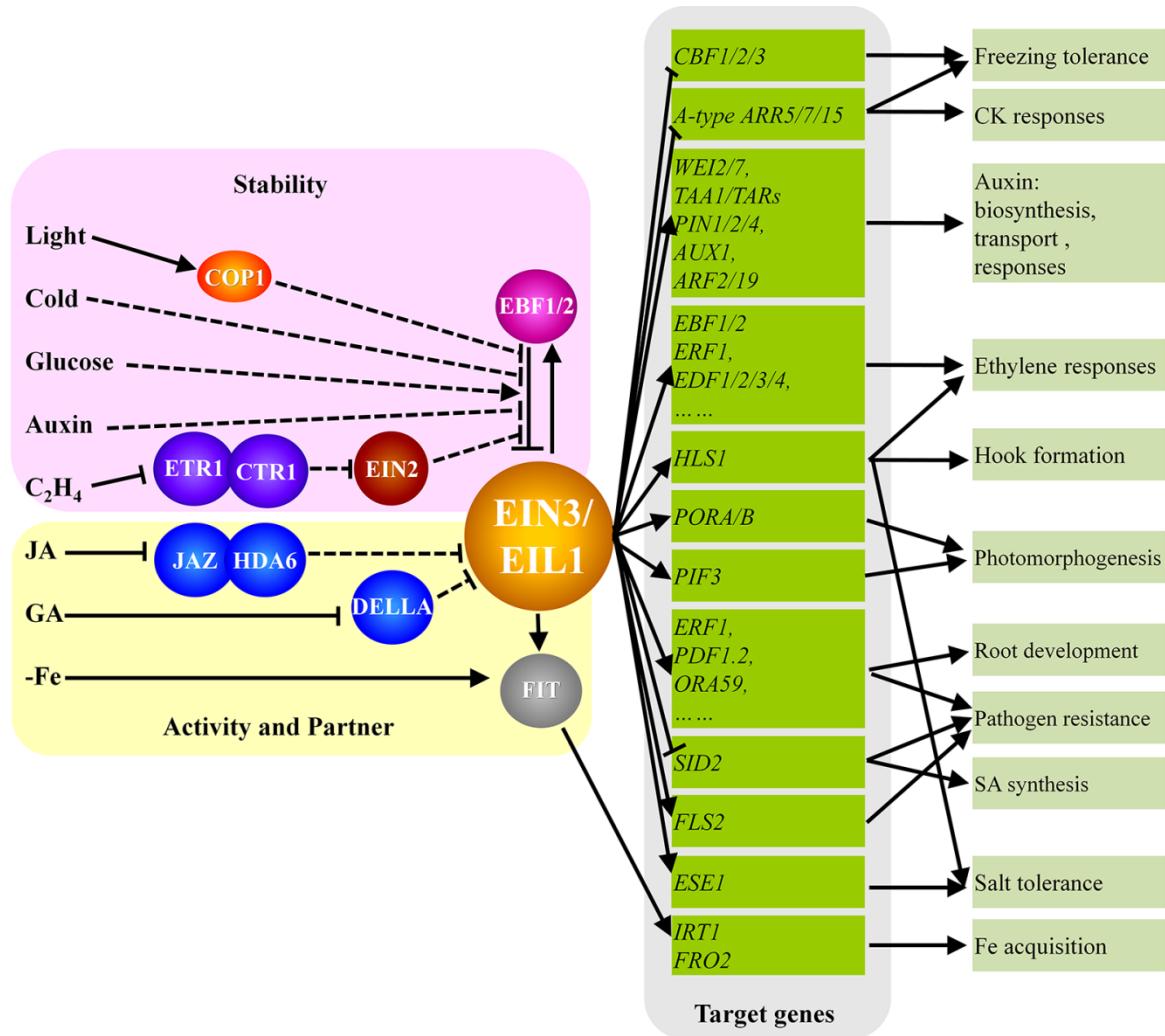 Stability
Light
COP1
Cold
EBF1/2
Glucose
Auxin
C₂H₄
ETR1
CTR1
EIN2
EIN3/
EIL1
JA
JAZ
HDA6
GA
DELLA
-Fe
FIT
Activity and Partner
CBF1/2/3
A-type ARR5/7/15
WEI2/7,
TAA1/TARs
PIN1/2/4,
AUX1,
ARF2/19
EBF1/2
ERF1,
EDF1/2/3/4,
... ...
HLS1
PORA/B
PIF3
ERF1,
PDF1.2,
ORA59,
... ...
SID2
FLS2
ESE1
IRT1
FRO2
Target genes
Freezing tolerance
CK responses
Auxin:
biosynthesis,
transport ,
responses
Ethylene responses
Hook formation
Photomorphogenesis
Root development
Pathogen resistance
SA synthesis
Salt tolerance
Fe acquisition